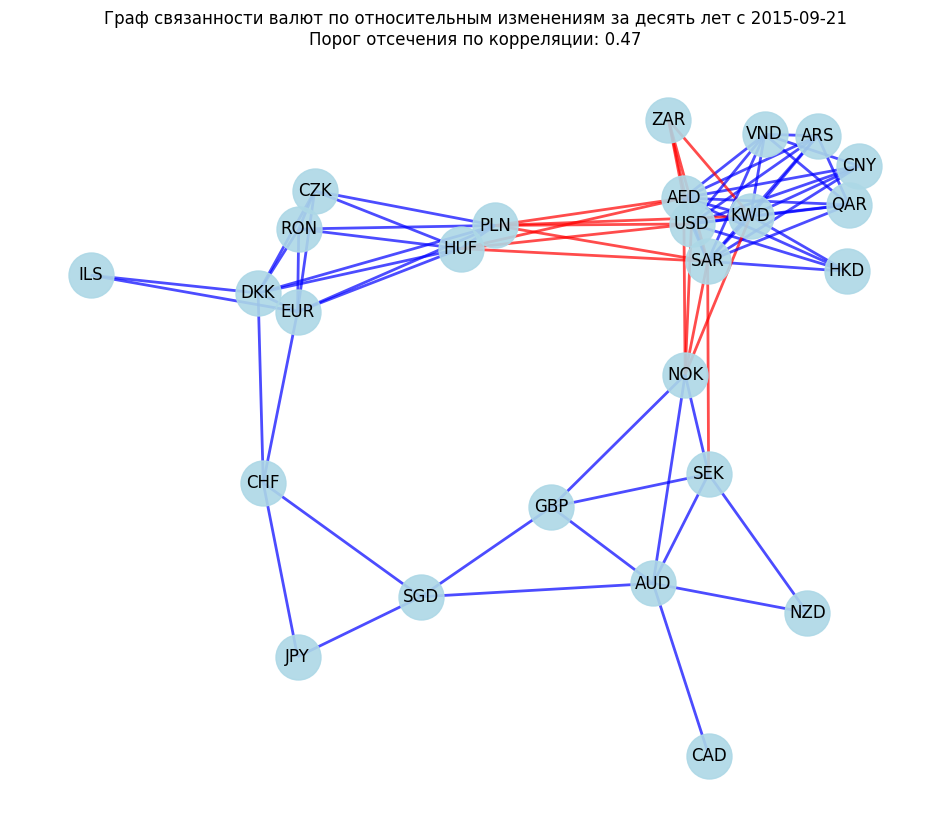 Граф связанности валют по относительным изменениям за десять лет с 2015-09-21
Порог отсечения по корреляции: 0.47
ZAR
VND
ARS
CNY
CZK
AED
QAR
KWD
USD
PLN
RON
HUF
SAR
HKD
ILS
DKK
EUR
NOK
SEK
CHF
GBP
AUD
SGD
NZD
JPY
CAD